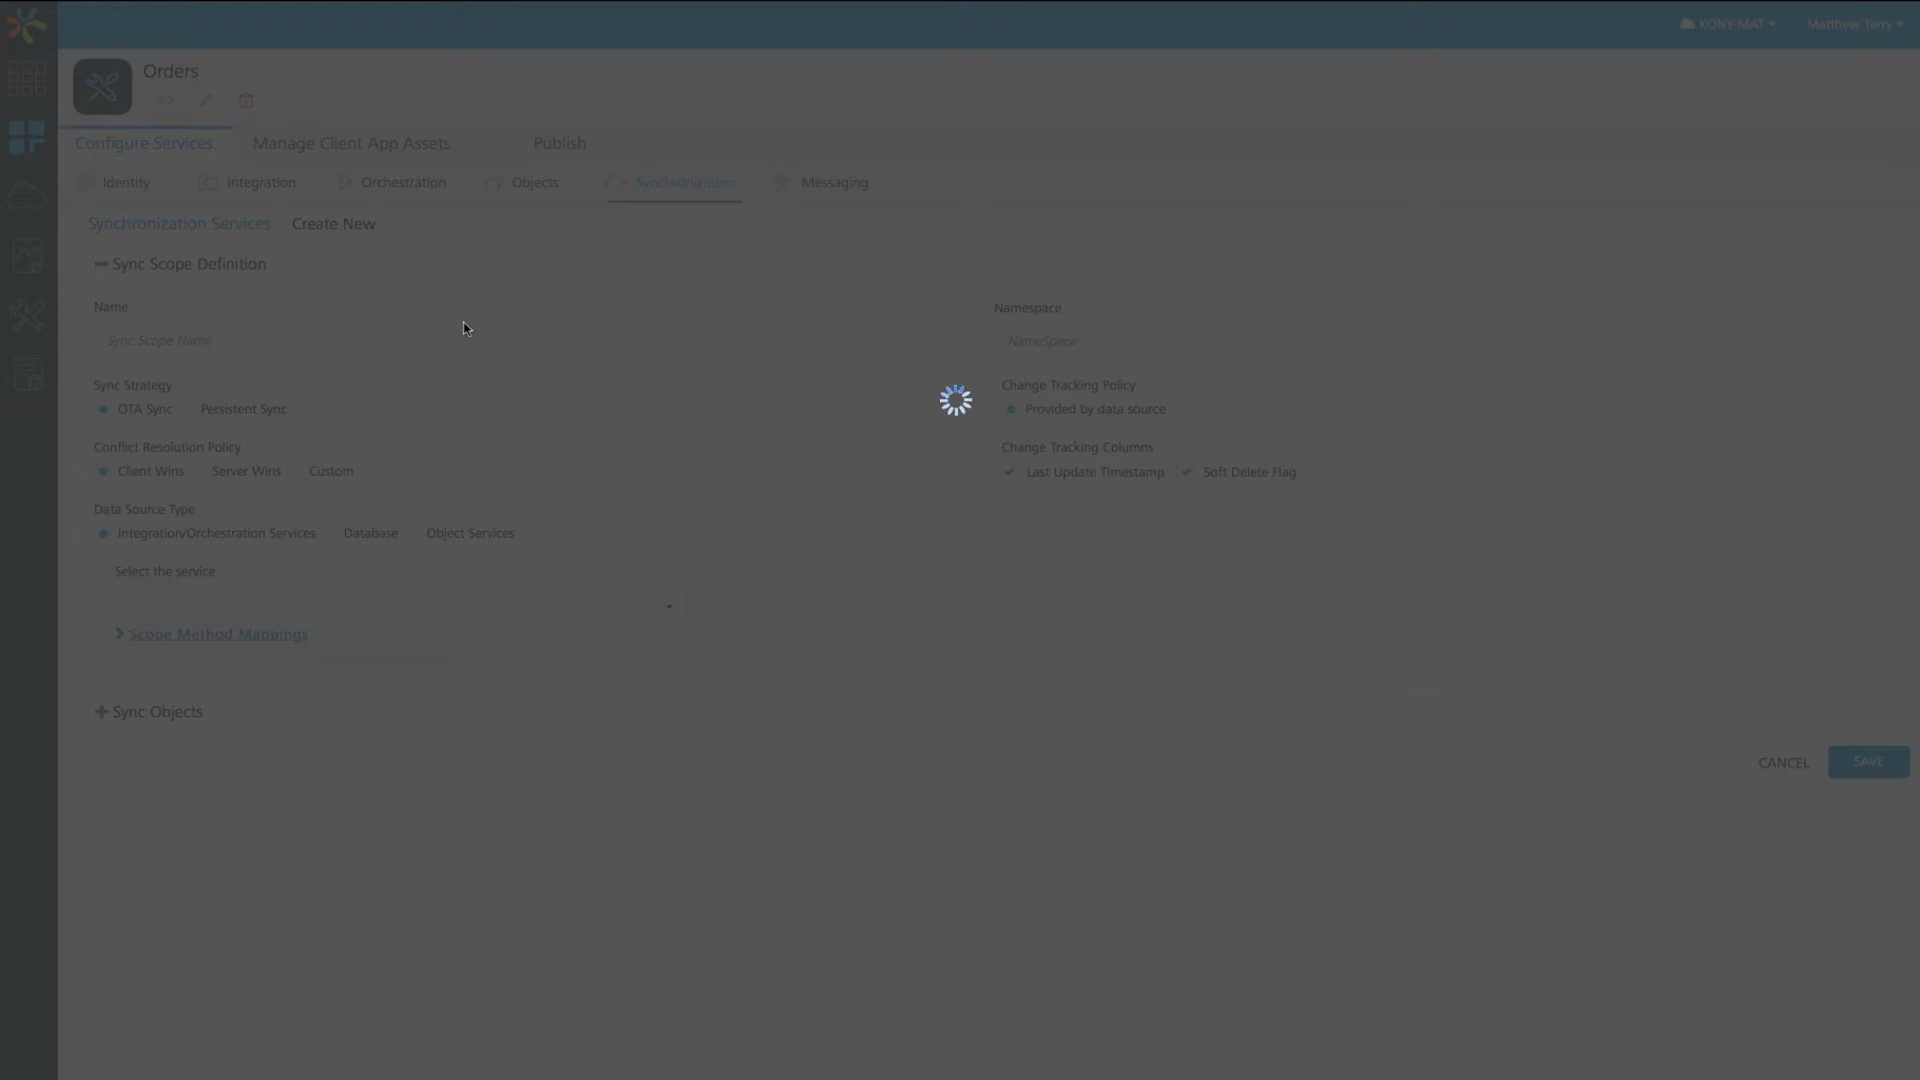 KONY-MAT
Matthew Torry
Orders
Configure Services
Manage Client App Assets
Publish
Identity
Integration
Orchestration
Objects
Synchronization
Messaging
Synchronization Services
Create New
Sync Scope Definition
Name
Namespace
Sync Scope Name
NameSpace
Sync Strategy
Change Tracking Policy
OTA Sync
Persistent Sync
Provided by data source
Conflict Resolution Policy
Change Tracking Columns
Client Wins
Server Wins
Custom
Last Update Timestamp
Soft Delete Flag
Data Source Type
Integration/Orchestration Services
Database
Object Services
Select the service
Scope Method Mappings
Sync Objects
CANCEL
SAVE